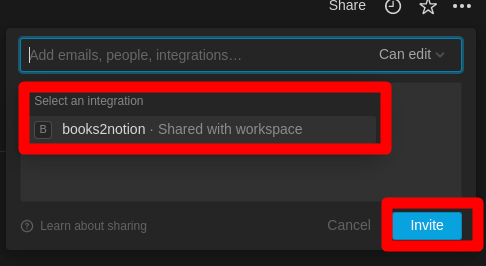 Share
Add emails, people, integrations… Can edit
Select an integration
B books2notion · Shared with workspace
Learn about sharing Cancel Invite